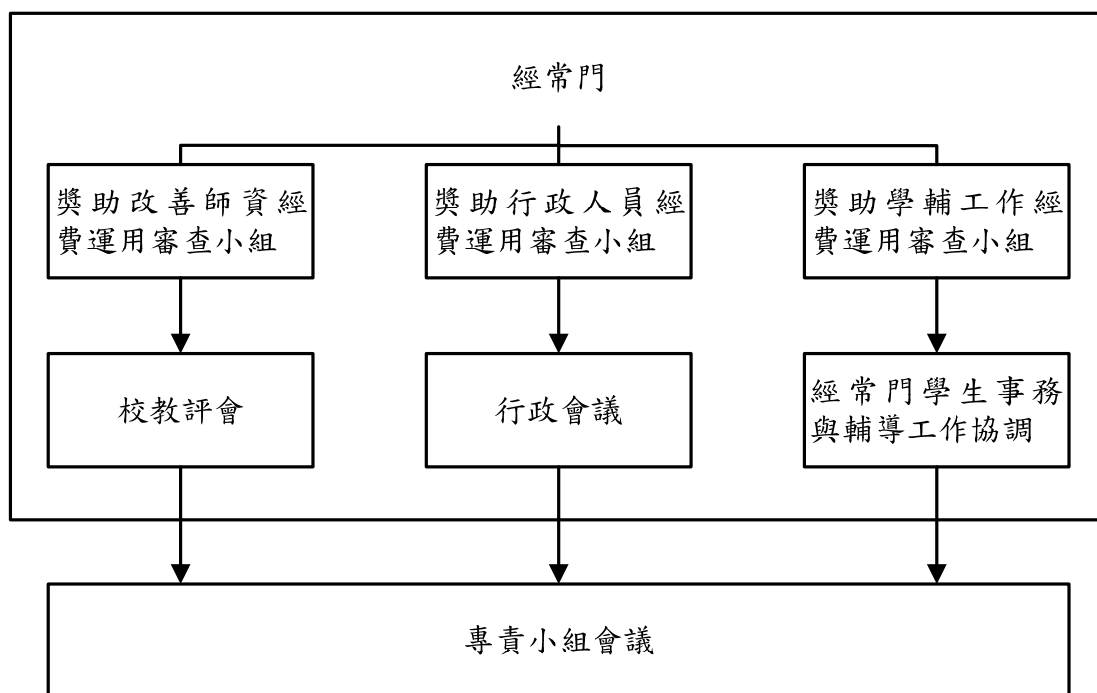 經常門
獎助改善師資經
費運用審查小組
獎助行政人員經
費運用審查小組
獎助學輔工作經
費運用審查小組
校教評會
行政會議
經常門學生事務
與輔導工作協調
專責小組會議